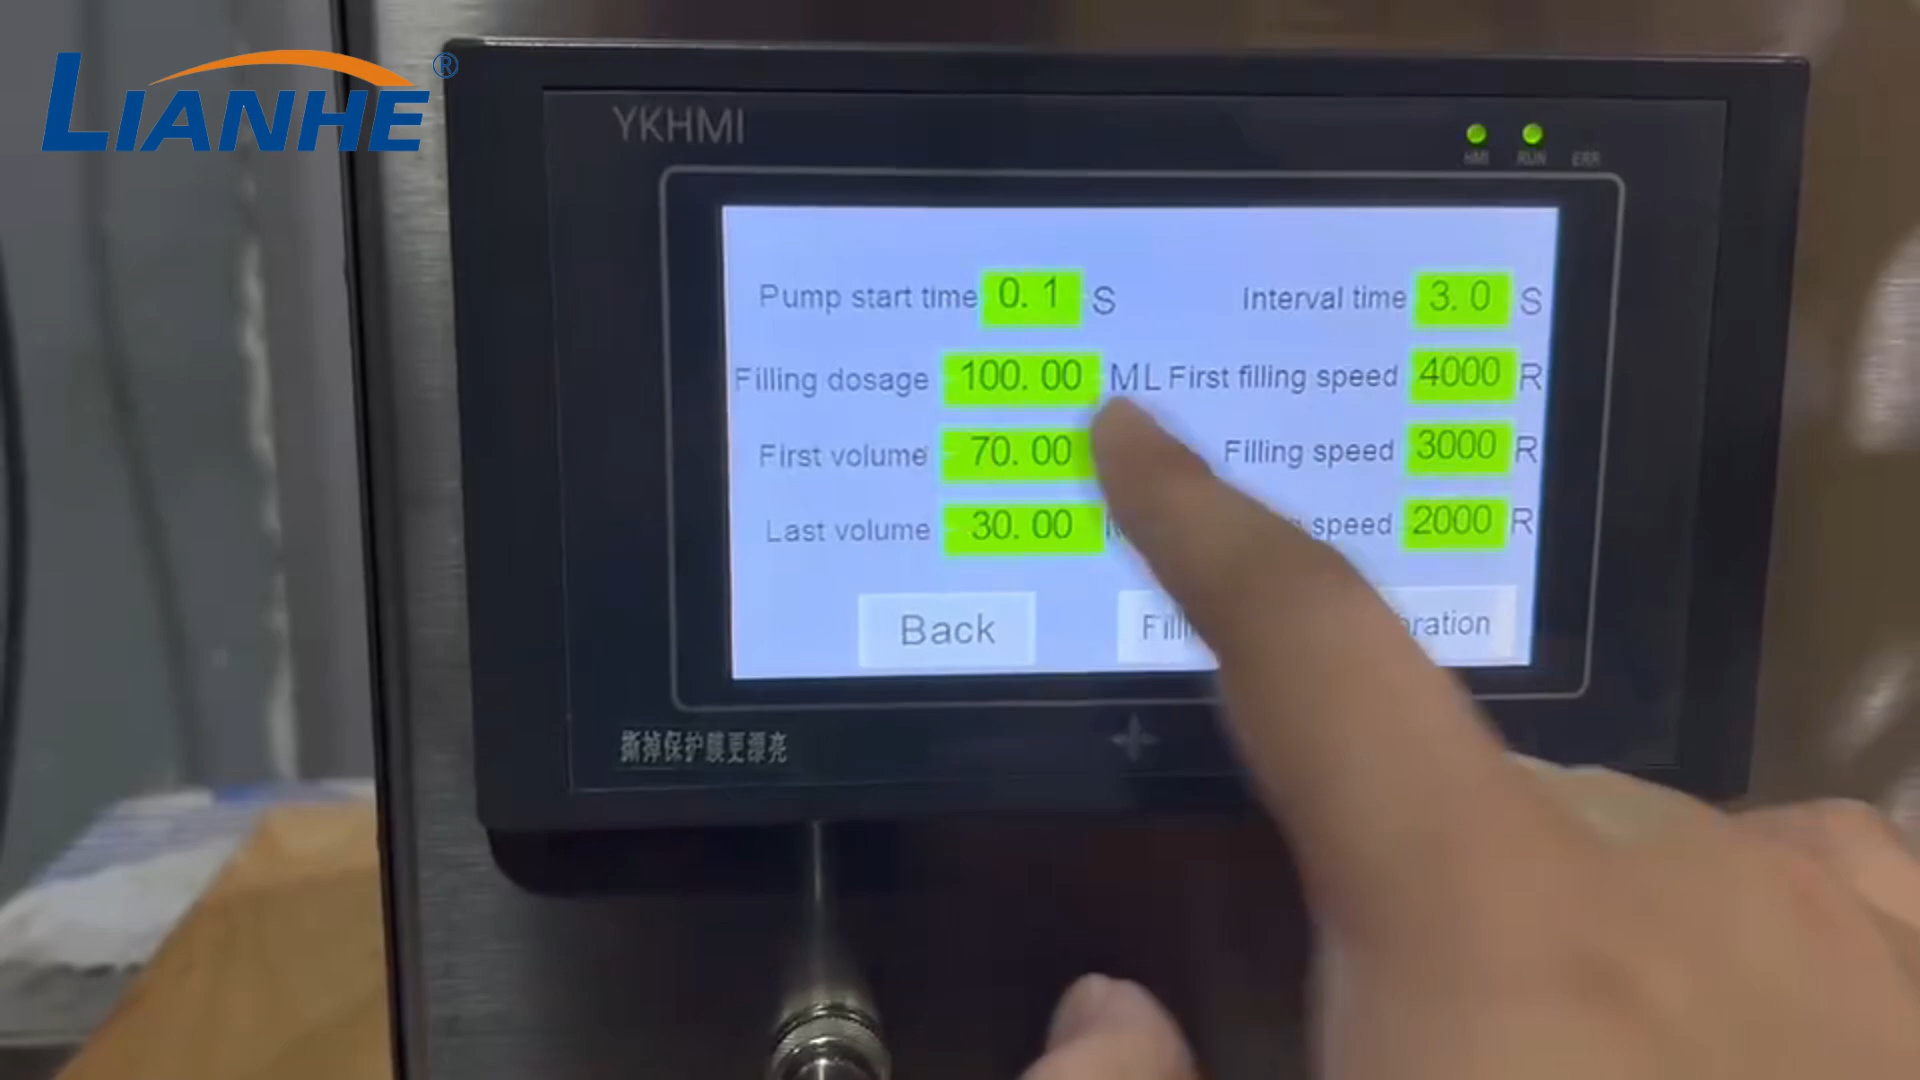 LIANHE®
YKHMI
HMI RUN ERR
Pump start time 0.1 S Interval time 3.0 S
Filling dosage 100.00 ML First filling speed 4000 R
First volume 70.00 Filling speed 3000 R
Last volume 30.00 speed 2000 R
Back
撕掉保护膜更漂亮